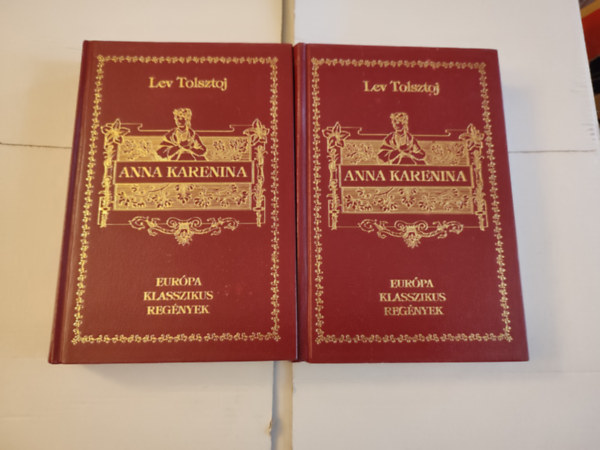 Lev Tolsztoj
ANNA KARENINA
EURÓPA
KLASSZIKUS
REGÉNYEK
Lev Tolsztoj
ANNA KARENINA
EURÓPA
KLASSZIKUS
REGÉNYEK